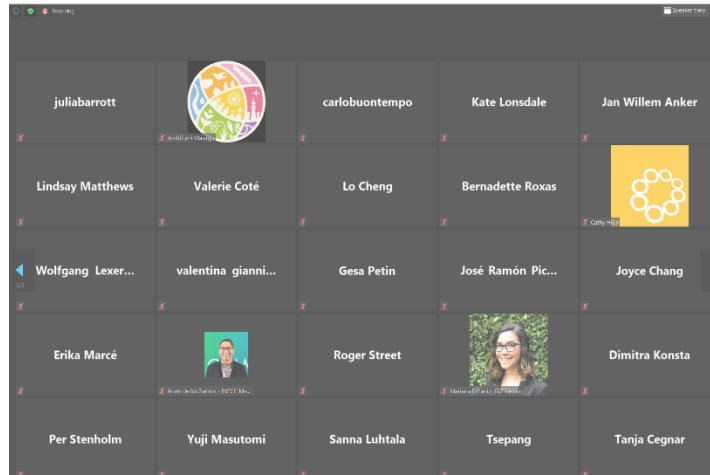 Recording
Speaker View
juliabarrott
carlobuontempo
Kate Lonsdale
Jan Willem Anker
Lindsay Matthews
Valerie Coté
Lo Cheng
Bernadette Roxas
Cathy
Wolfgang Lexer...
valentina gianni...
Gesa Petin
José Ramón Pic...
Joyce Chang
Erika Marcé
Roger Street
Dimitra Konsta
Per Stenholm
Yuji Masutomi
Sanna Luhtala
Tsepang
Tanja Cegnar